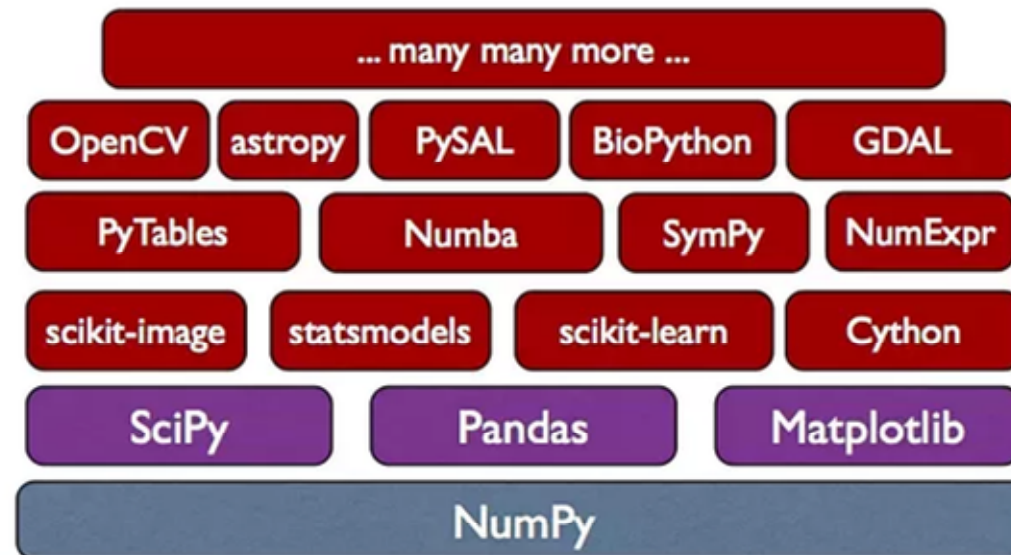 ... many many more ...
OpenCV astropy PySAL BioPython GDAL
PyTables Numba SymPy NumExpr
scikit-image statsmodels scikit-learn Cython
SciPy Pandas Matplotlib
NumPy